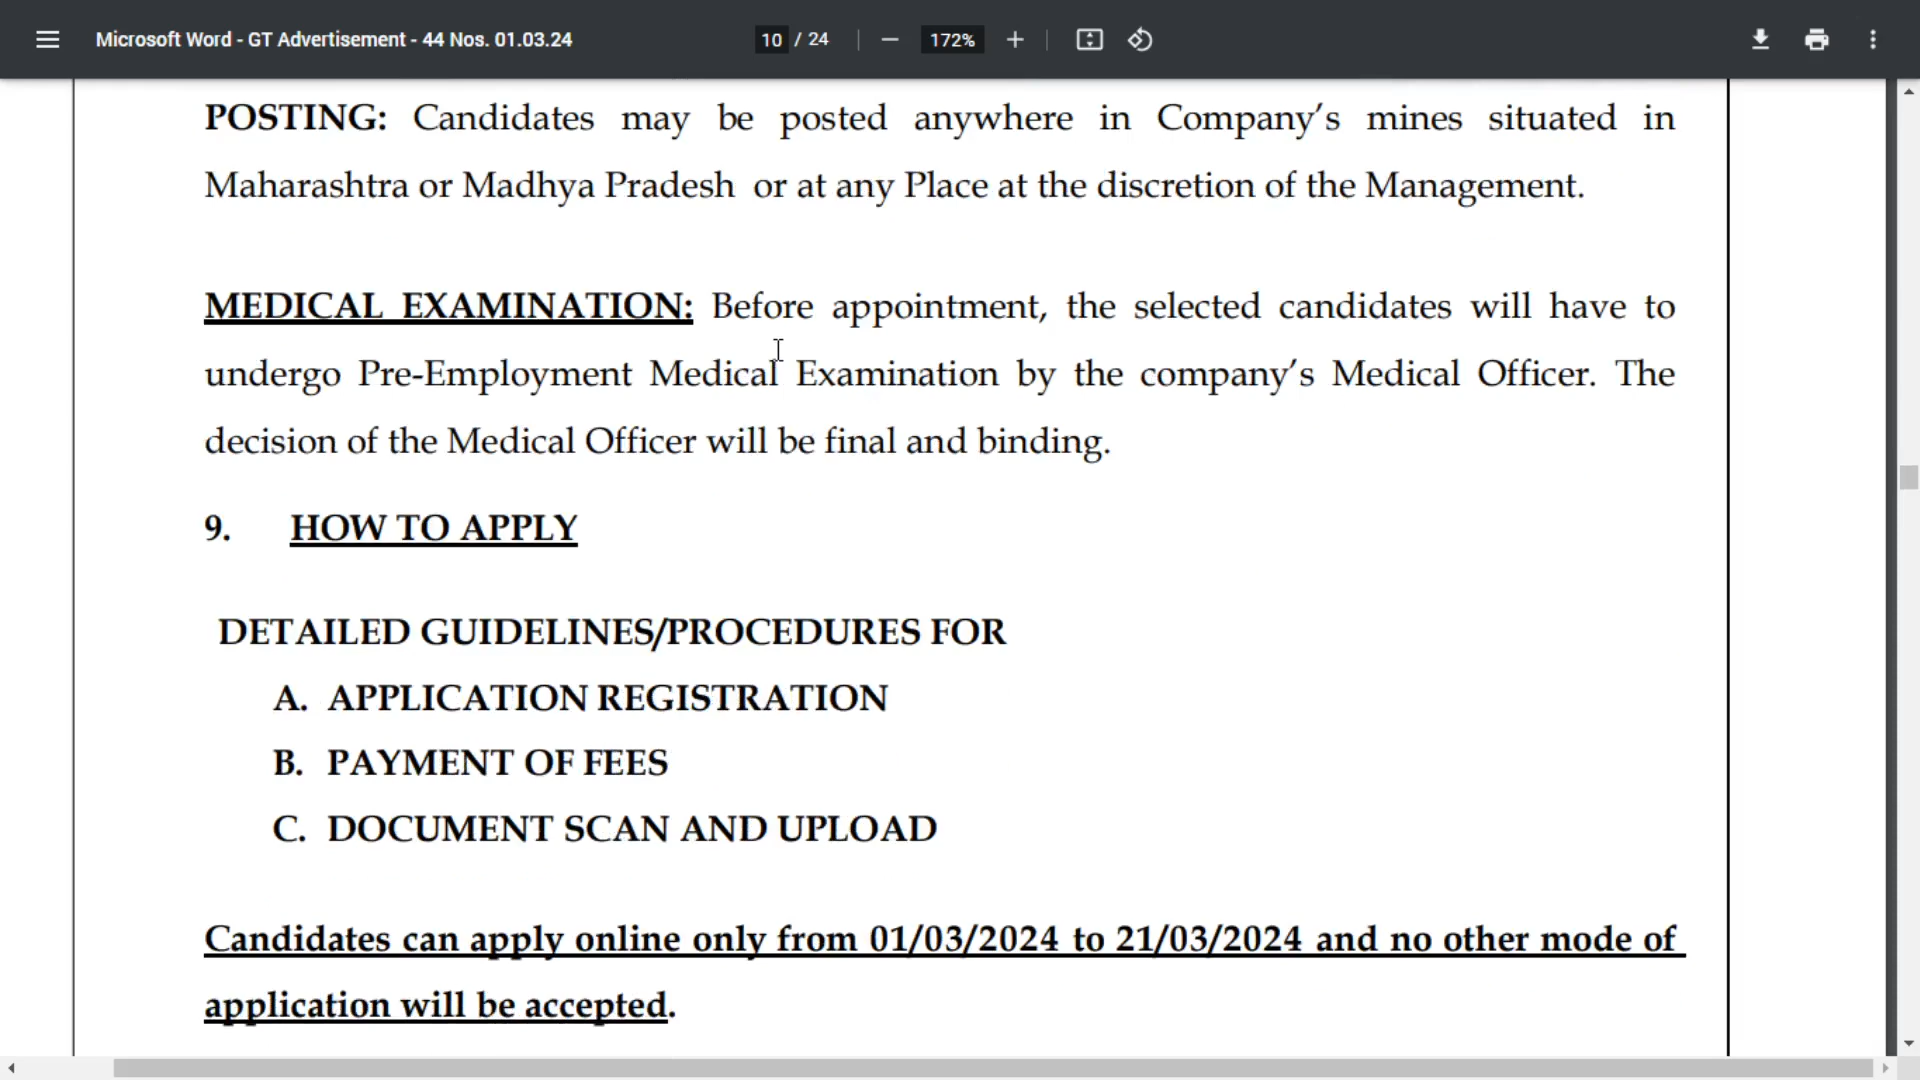 Microsoft Word - GT Advertisement - 44 Nos. 01.03.24 10 / 24 172%
POSTING: Candidates may be posted anywhere in Company’s mines situated in
Maharashtra or Madhya Pradesh or at any Place at the discretion of the Management.
MEDICAL EXAMINATION: Before appointment, the selected candidates will have to
undergo Pre-Employment Medical Examination by the company’s Medical Officer. The
decision of the Medical Officer will be final and binding.
9. HOW TO APPLY
DETAILED GUIDELINES/PROCEDURES FOR
A. APPLICATION REGISTRATION
B. PAYMENT OF FEES
C. DOCUMENT SCAN AND UPLOAD
Candidates can apply online only from 01/03/2024 to 21/03/2024 and no other mode of
application will be accepted.